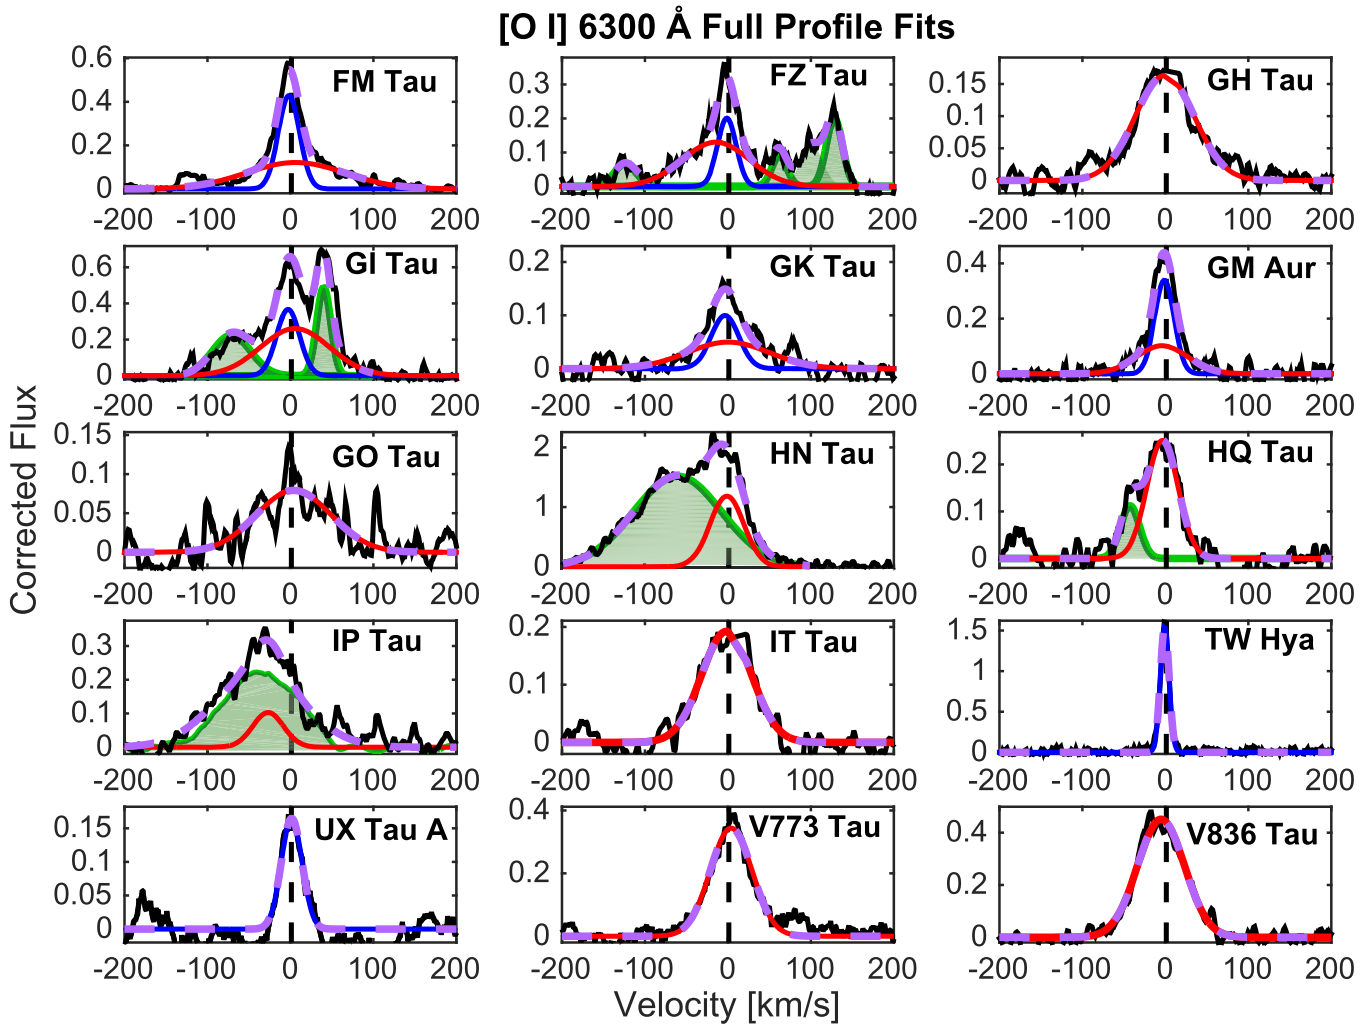 [O I] 6300 Å Full Profile Fits
FM Tau
0.6
0.4
0.2
0
-200 -100 0 100 200
FZ Tau
0.3
0.2
0.1
0
-200 -100 0 100 200
GH Tau
0.15
0.1
0.05
0
-200 -100 0 100 200
GI Tau
0.6
0.4
0.2
0
-200 -100 0 100 200
GK Tau
0.2
0.1
0
-200 -100 0 100 200
GM Aur
0.4
0.2
0
-200 -100 0 100 200
GO Tau
0.15
0.1
0.05
0
-200 -100 0 100 200
HN Tau
2
1
0
-200 -100 0 100 200
HQ Tau
0.2
0.1
0
-200 -100 0 100 200
IP Tau
0.3
0.2
0.1
0
-200 -100 0 100 200
IT Tau
0.2
0.1
0
-200 -100 0 100 200
TW Hya
1.5
1
0.5
0
-200 -100 0 100 200
UX Tau A
0.15
0.1
0.05
0
-200 -100 0 100 200
V773 Tau
0.4
0.2
0
-200 -100 0 100 200
V836 Tau
0.4
0.2
0
-200 -100 0 100 200
Corrected Flux
Velocity [km/s]